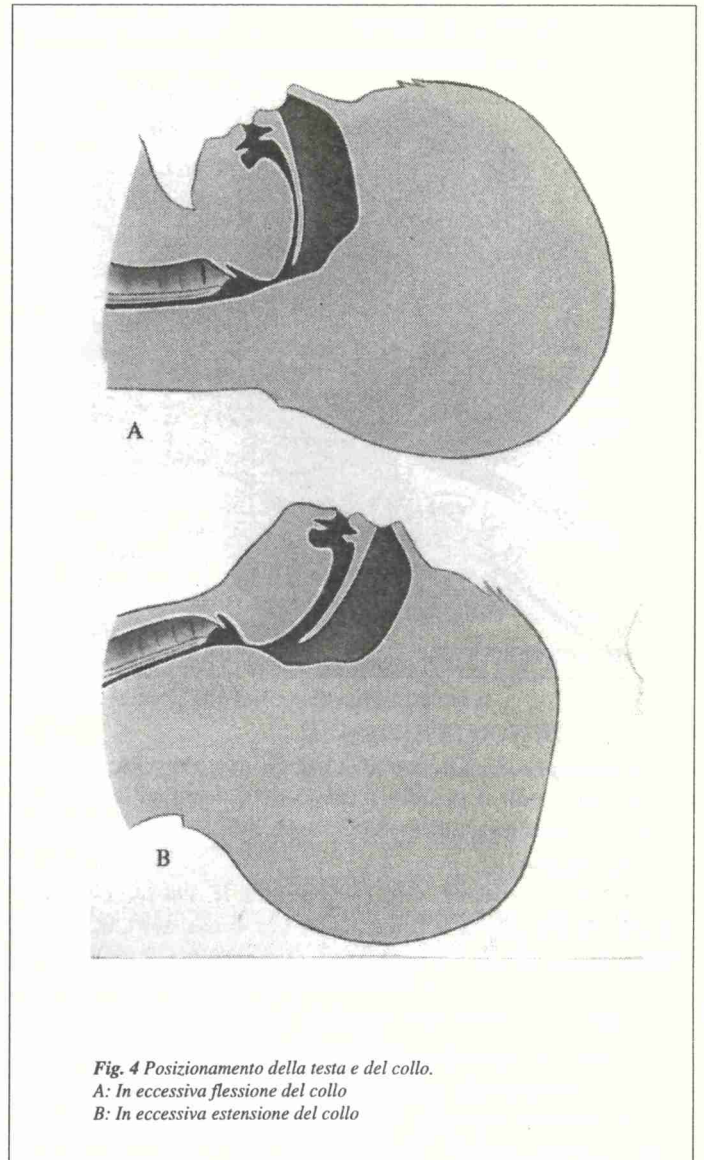 A
B
Fig. 4 Posizionamento della testa e del collo.
A: In eccessiva flessione del collo
B: In eccessiva estensione del collo